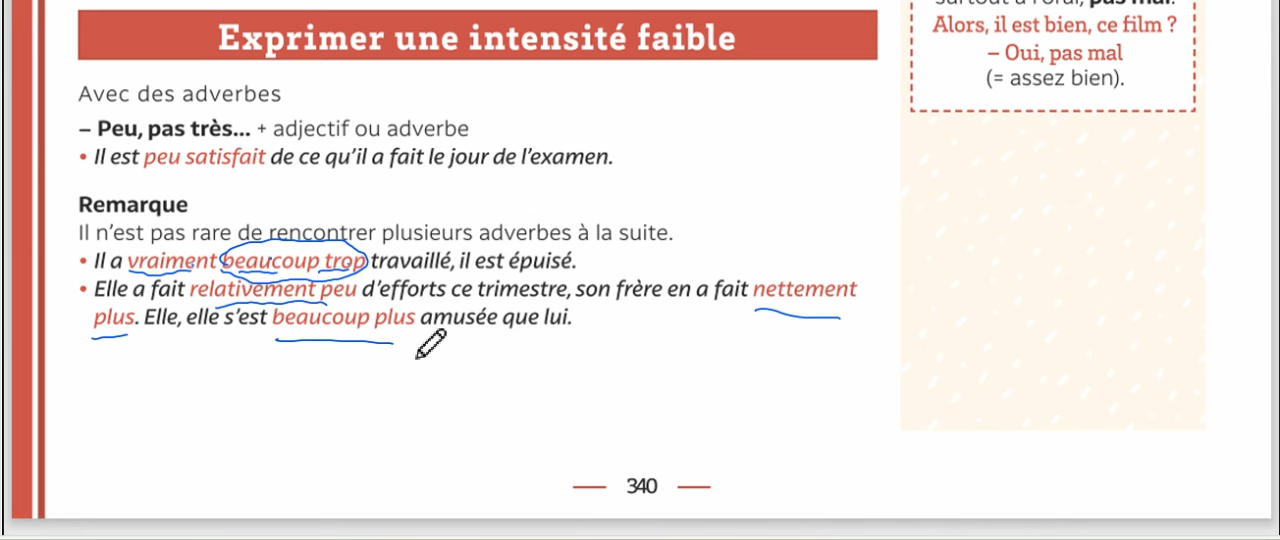 Exprimer une intensité faible
Avec des adverbes
– Peu, pas très... + adjectif ou adverbe
• Il est peu satisfait de ce qu'il a fait le jour de l'examen.
Remarque
Il n'est pas rare de rencontrer plusieurs adverbes à la suite.
• Il a vraiment beaucoup trop travaillé, il est épuisé.
• Elle a fait relativement peu d'efforts ce trimestre, son frère en a fait nettement
plus. Elle, elle s'est beaucoup plus amusée que lui.
surtout à l'oral, pas mal.
Alors, il est bien, ce film ?
– Oui, pas mal
(= assez bien).
340